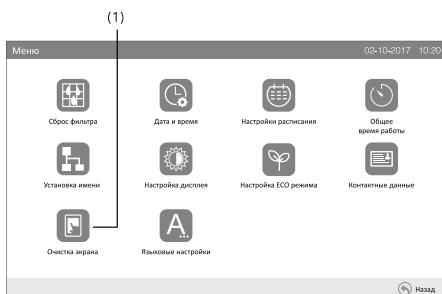 (1)
Меню 02-10-2017 10:20
Сброс фильтра Дата и время Настройки расписания Общее
время работы
Установка имени Настройка дисплея Настройка ECO режима Контактные данные
Очистка экрана Языковые настройки
Назад